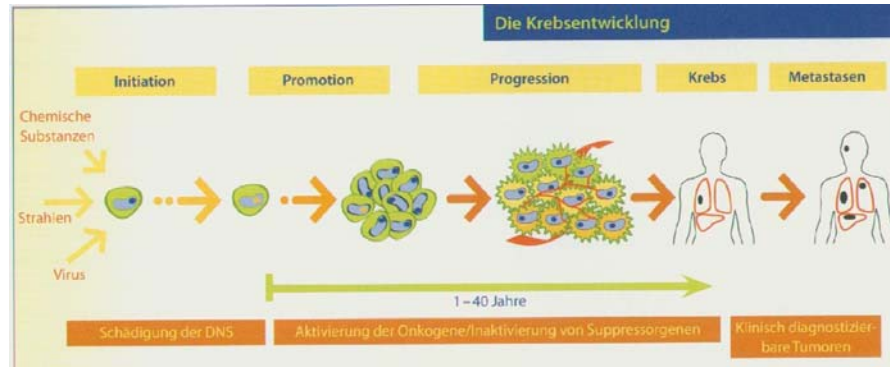 Die Krebsentwicklung
Initiation
Promotion
Progression
Krebs
Metastasen
Chemische
Substanzen
Strahlen
Virus
1–40 Jahre
Schädigung der DNS
Aktivierung der Onkogene/Inaktivierung von Suppressorgenen
Klinisch diagnostizier-
bare Tumoren